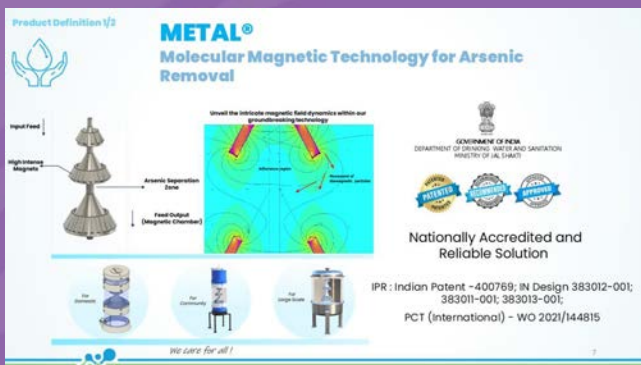 Product Definition 1/2
METAL®
Molecular Magnetic Technology for Arsenic
Removal
Unveil the intricate magnetic field dynamics within our
groundbreaking technology
Input Feed
High Intense
Magnets
Arsenic Separation
Zone
Feed Output
(Magnetic Chamber)
GOVERNMENT OF INDIA
DEPARTMENT OF DRINKING WATER AND SANITATION
MINISTRY OF JAL SHAKTI
PATENTED
RECOMMENDED
APPROVED
Nationally Accredited and
Reliable Solution
IPR : Indian Patent -400769; IN Design 383012-001;
383011-001; 383013-001;
PCT (International) - WO 2021/144815
For
Domestic
For
Community
For
Large Scale
We care for all !
7